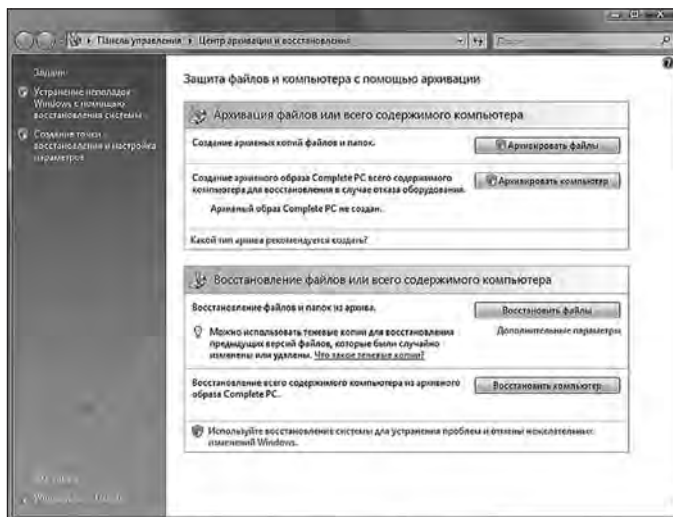 Панель управления ▸ Центр архивации и восстановления
Поиск
Задачи
Устранение неполадок
Windows с помощью
восстановления системы
Создание точки
восстановления и настройка
параметров
Защита файлов и компьютера с помощью архивации
Архивация файлов или всего содержимого компьютера
Создание архивных копий файлов и папок.
Архивировать файлы
Создание архивного образа Complete PC всего содержимого
компьютера для восстановления в случае отказа оборудования.
Архивировать компьютер
Архивный образ Complete PC не создан.
Какой тип архива рекомендуется создать?
Восстановление файлов или всего содержимого компьютера
Восстановление файлов и папок из архива.
Восстановить файлы
Можно использовать теневые копии для восстановления
предыдущих версий файлов, которые были случайно
изменены или удалены. Что такое теневые копии?
Дополнительные параметры
Восстановление всего содержимого компьютера из архивного
образа Complete PC.
Восстановить компьютер
Используйте восстановление системы для устранения проблем и отмены нежелательных
изменений Windows.